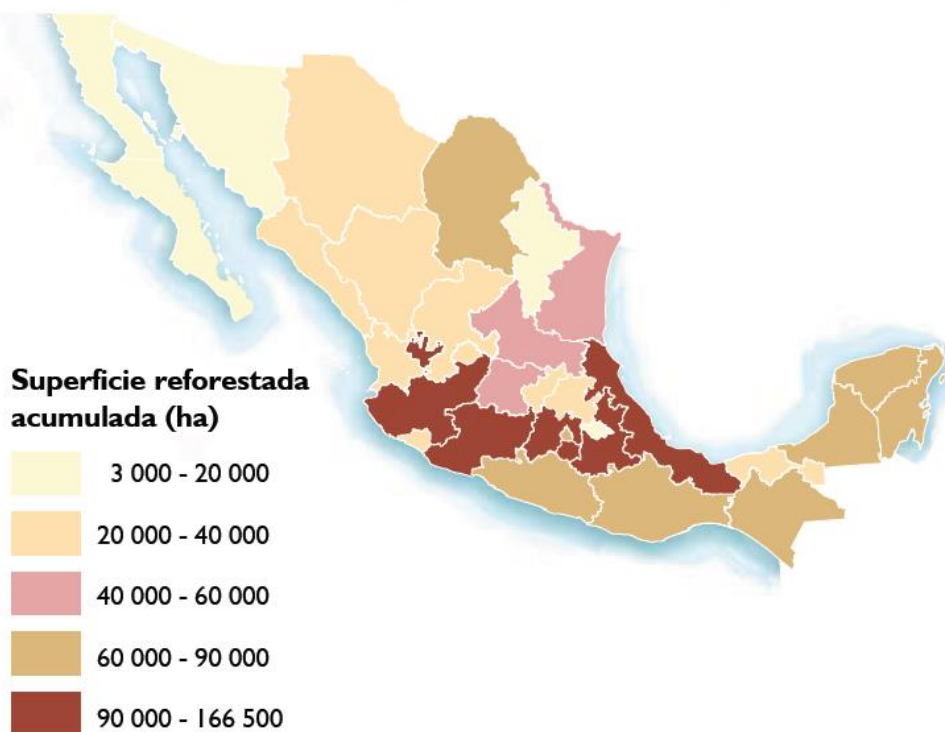 Superficie reforestada
acumulada (ha)
3 000 - 20 000
20 000 - 40 000
40 000 - 60 000
60 000 - 90 000
90 000 - 166 500